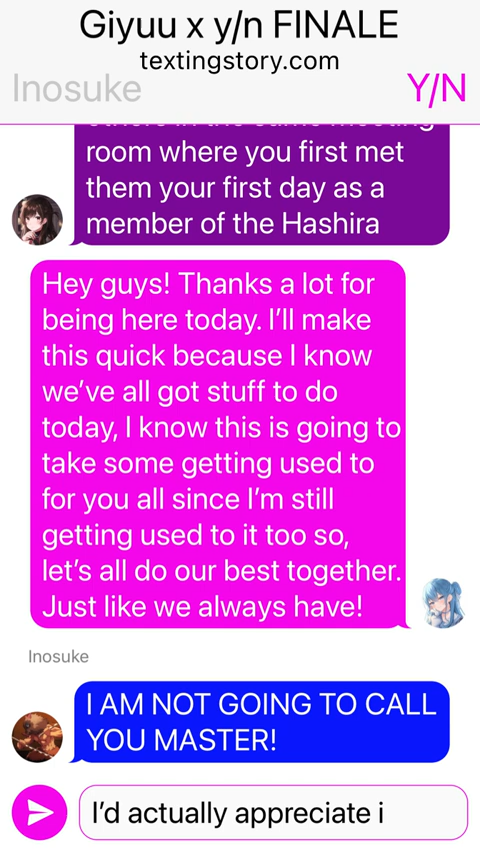 Giyuu x y/n FINALE
textingstory.com
Inosuke
Y/N
room where you first met
them your first day as a
member of the Hashira
Hey guys! Thanks a lot for
being here today. I'll make
this quick because I know
we've all got stuff to do
today, I know this is going to
take some getting used to
for you all since I'm still
getting used to it too so,
let's all do our best together.
Just like we always have!
Inosuke
I AM NOT GOING TO CALL
YOU MASTER!
I'd actually appreciate i